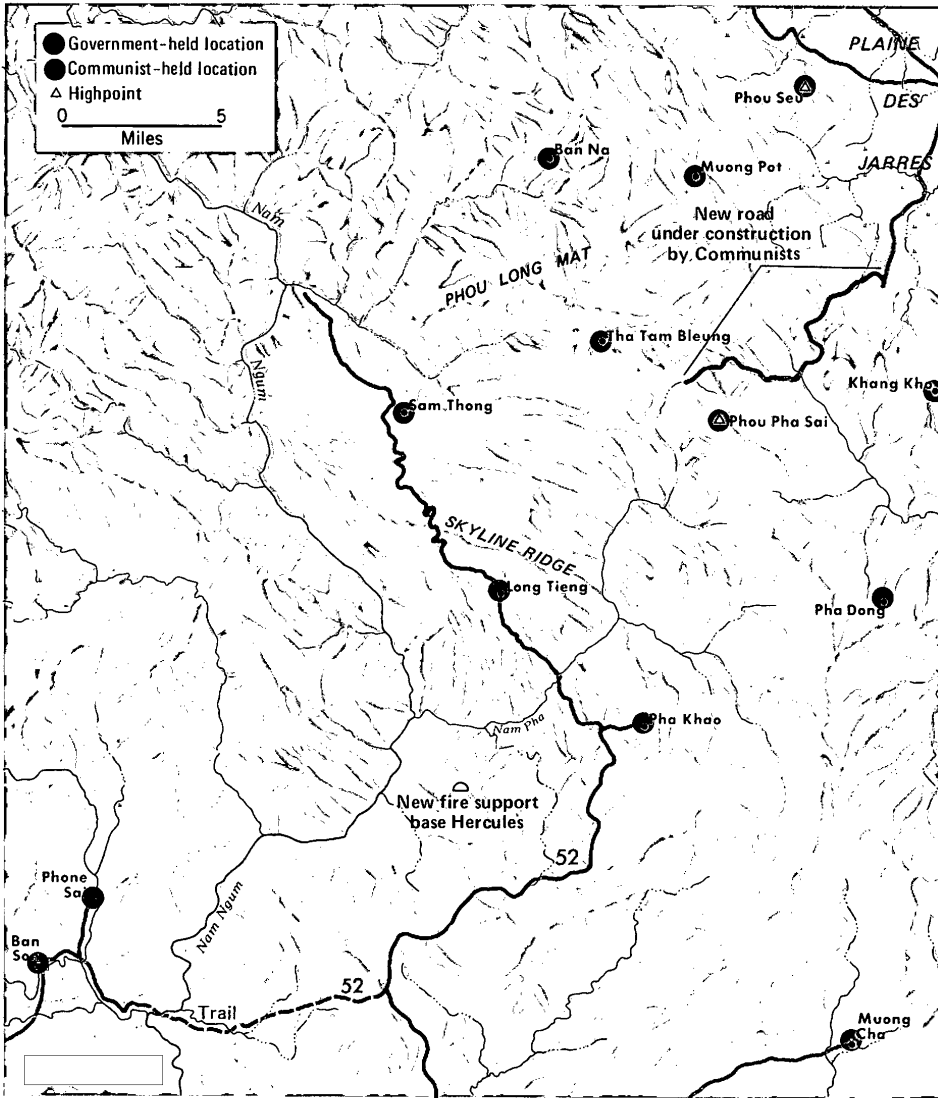 Government-held location
Communist-held location
Highpoint
0 5
Miles
PLAINE
Phou Seu
DES
Ban Na
Muong Pot
JARRES
New road
under construction
by Communists
Nam
PHOU LONG MAT
Tha Tam Bleung
Ngum
Khang Kho
Sam Thong
Phou Pha Sai
SKYLINE RIDGE
Long Tieng
Pha Dong
Pha Khao
Nam Pha
New fire support
base Hercules
52
Phone
Sai
Nam Ngum
Ban
Son
52
Trail
Muong
Cha